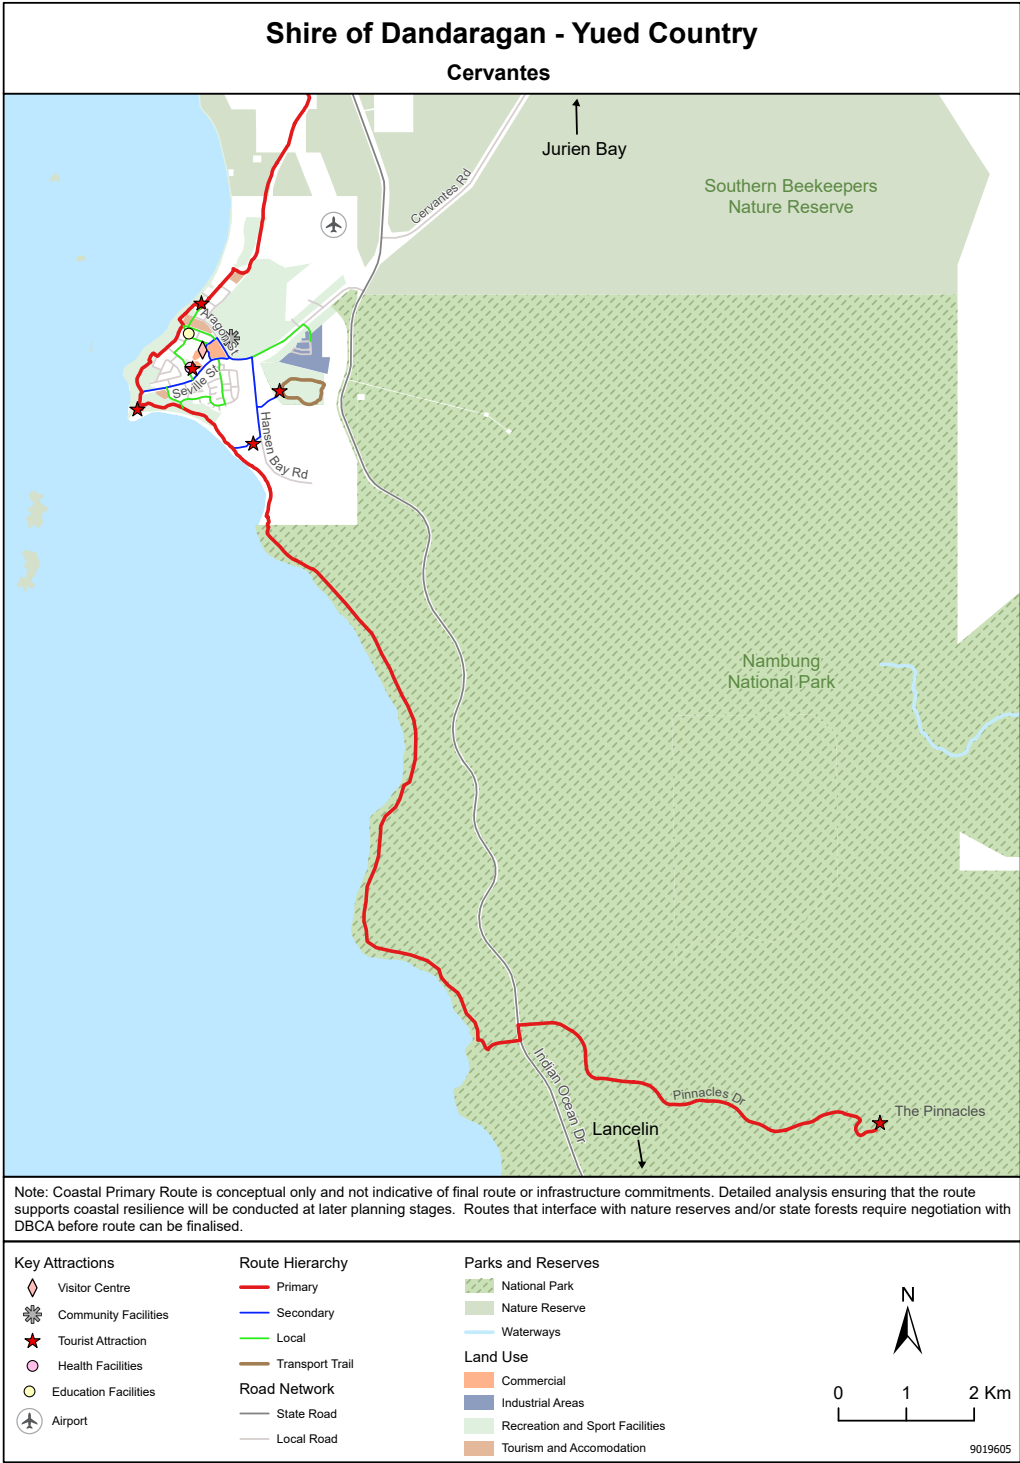 Shire of Dandaragan - Yued Country
Cervantes
Jurien Bay
Southern Beekeepers
Nature Reserve
Cervantes Rd
Aragon St
Seville St
Hansen Bay Rd
Nambung
National Park
Indian Ocean Dr
Pinnacles Dr
The Pinnacles
Lancelin
Note: Coastal Primary Route is conceptual only and not indicative of final route or infrastructure commitments. Detailed analysis ensuring that the route
supports coastal resilience will be conducted at later planning stages. Routes that interface with nature reserves and/or state forests require negotiation with
DBCA before route can be finalised.
Key Attractions
Visitor Centre
Community Facilities
Tourist Attraction
Health Facilities
Education Facilities
Airport
Route Hierarchy
Primary
Secondary
Local
Transport Trail
Road Network
State Road
Local Road
Parks and Reserves
National Park
Nature Reserve
Waterways
Land Use
Commercial
Industrial Areas
Recreation and Sport Facilities
Tourism and Accomodation
N
0 1 2 Km
9019605